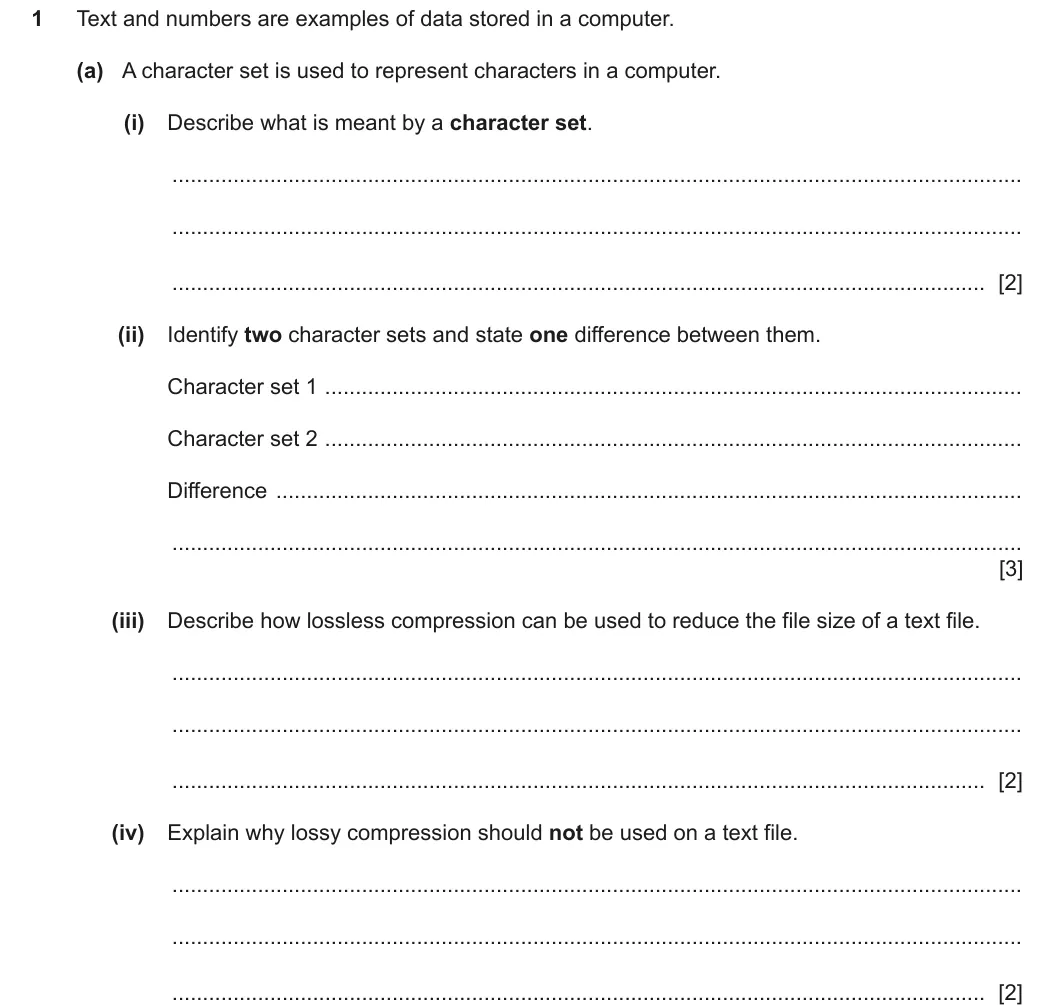 1 Text and numbers are examples of data stored in a computer.
(a) A character set is used to represent characters in a computer.
(i) Describe what is meant by a character set.
[2]
(ii) Identify two character sets and state one difference between them.
Character set 1
Character set 2
Difference
[3]
(iii) Describe how lossless compression can be used to reduce the file size of a text file.
[2]
(iv) Explain why lossy compression should not be used on a text file.
[2]